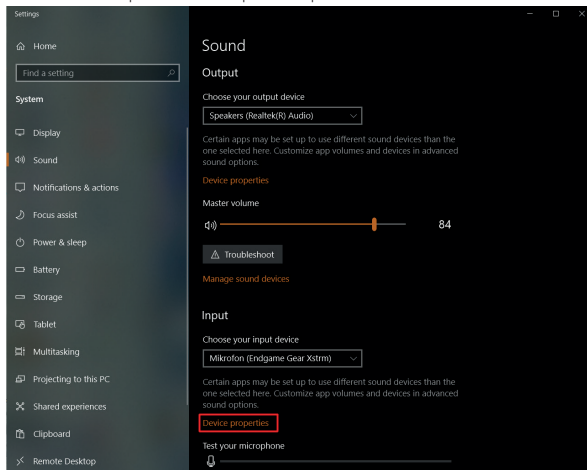 Settings
Home
Find a setting
System
Display
Sound
Notifications & actions
Focus assist
Power & sleep
Battery
Storage
Tablet
Multitasking
Projecting to this PC
Shared experiences
Clipboard
Remote Desktop
Sound
Output
Choose your output device
Speakers (Realtek(R) Audio)
Certain apps may be set up to use different sound devices than the
one selected here. Customize app volumes and devices in advanced
sound options.
Device properties
Master volume
84
Troubleshoot
Manage sound devices
Input
Choose your input device
Mikrofon (Endgame Gear Xstrm)
Certain apps may be set up to use different sound devices than the
one selected here. Customize app volumes and devices in advanced
sound options.
Device properties
Test your microphone